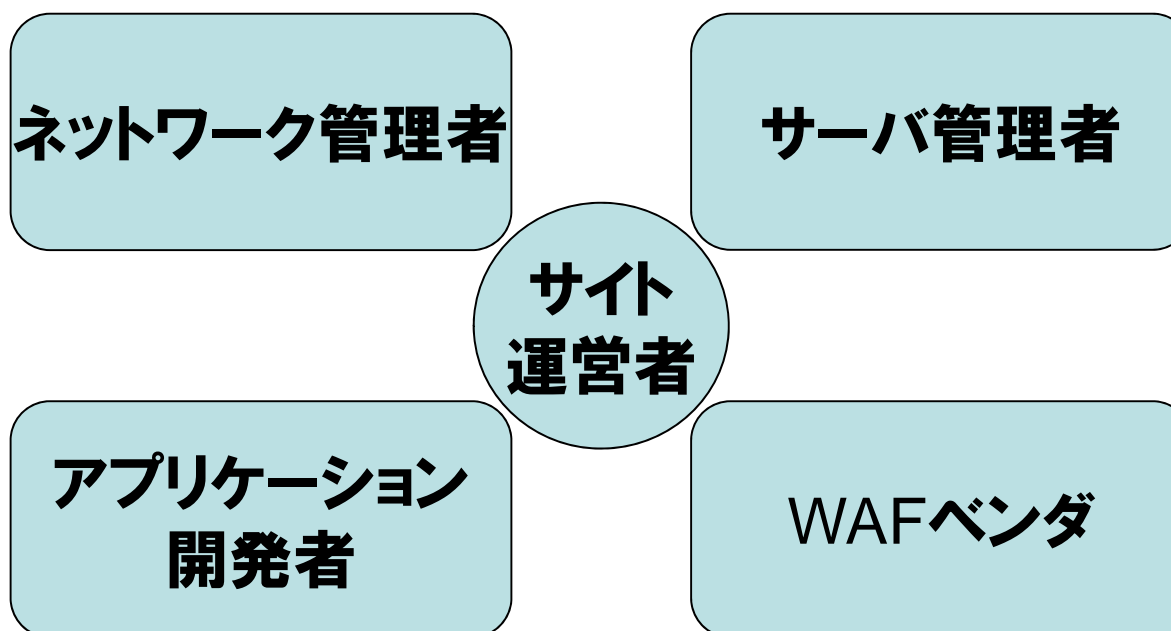 ネットワーク管理者
サーバ管理者
サイト
運営者
アプリケーション
開発者
WAFベンダ